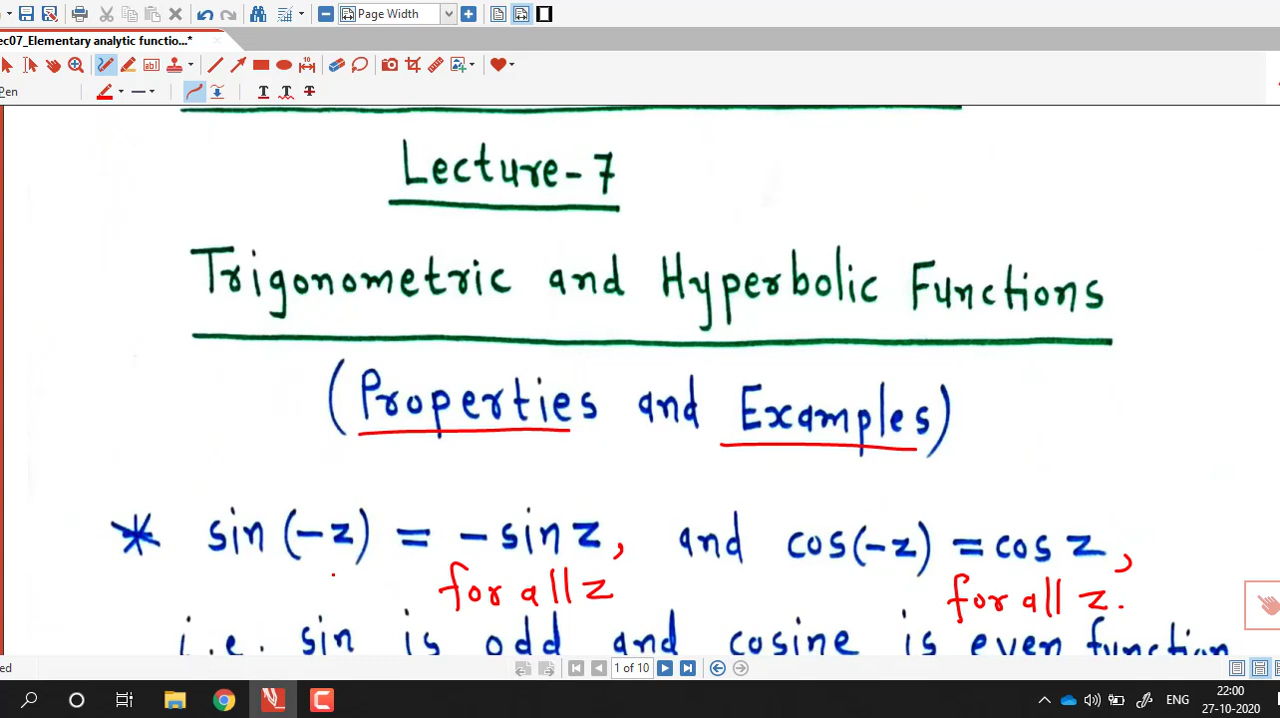 Page Width
ec07_Elementary analytic functio...*
Pen
Lecture-7
Trigonometric and Hyperbolic Functions
(Properties and Examples)
* sin(-z) = -sin z, and cos(-z) = cos z,
for all z for all z.
i.e. sin is odd and cosine is even function
ed
1 of 10
ENG
22:00
27-10-2020